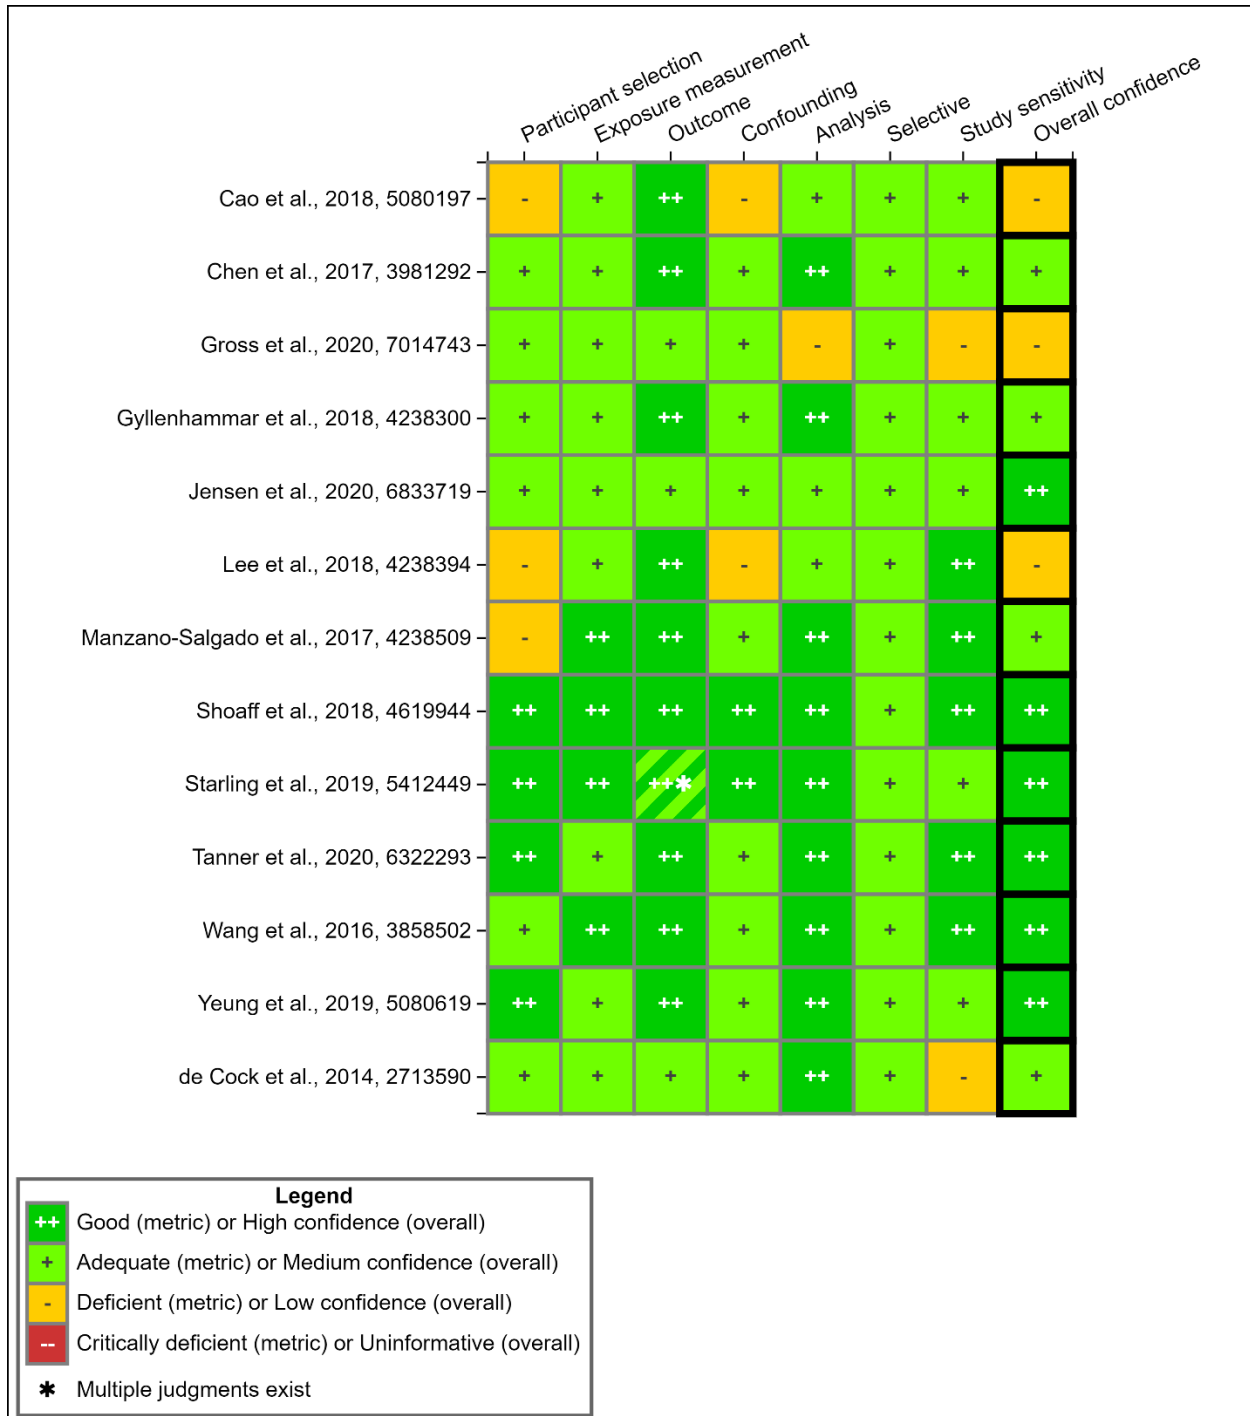 Participant selection
Exposure measurement
Outcome
Confounding
Analysis
Selective
Study sensitivity
Overall confidence
Cao et al., 2018, 5080197 - + ++ - + + + -
Chen et al., 2017, 3981292 + + ++ + ++ + + +
Gross et al., 2020, 7014743 + + + + - + - -
Gyllenhammar et al., 2018, 4238300 + + ++ + ++ + + +
Jensen et al., 2020, 6833719 + + + + + + + ++
Lee et al., 2018, 4238394 - + ++ - + + ++ -
Manzano-Salgado et al., 2017, 4238509 - ++ ++ + ++ + ++ +
Shoaff et al., 2018, 4619944 ++ ++ ++ ++ ++ + ++ ++
Starling et al., 2019, 5412449 ++ ++ ++✱ ++ ++ + + ++
Tanner et al., 2020, 6322293 ++ + ++ + ++ + ++ ++
Wang et al., 2016, 3858502 + ++ ++ + ++ + ++ ++
Yeung et al., 2019, 5080619 ++ + ++ + ++ + + ++
de Cock et al., 2014, 2713590 + + + + ++ + - +
Legend
++ Good (metric) or High confidence (overall)
+ Adequate (metric) or Medium confidence (overall)
- Deficient (metric) or Low confidence (overall)
-- Critically deficient (metric) or Uninformative (overall)
✱ Multiple judgments exist